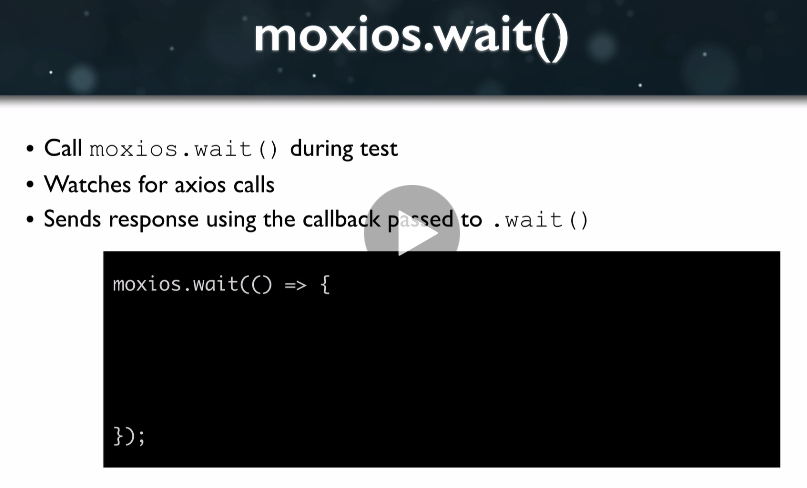 moxios.wait()
• Call moxios.wait() during test
• Watches for axios calls
• Sends response using the callback passed to .wait()
moxios.wait(() => {
});